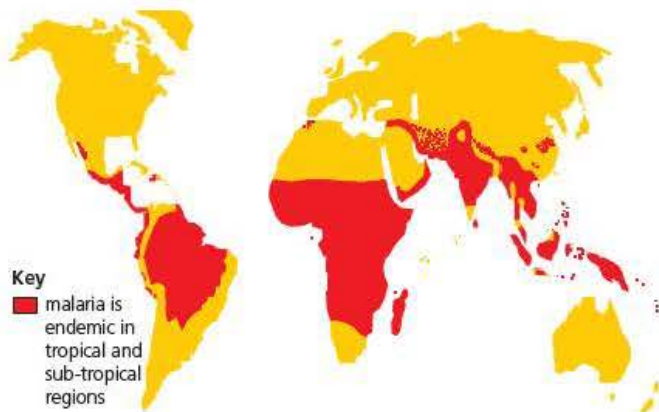 Key
malaria is
endemic in
tropical and
sub-tropical
regions